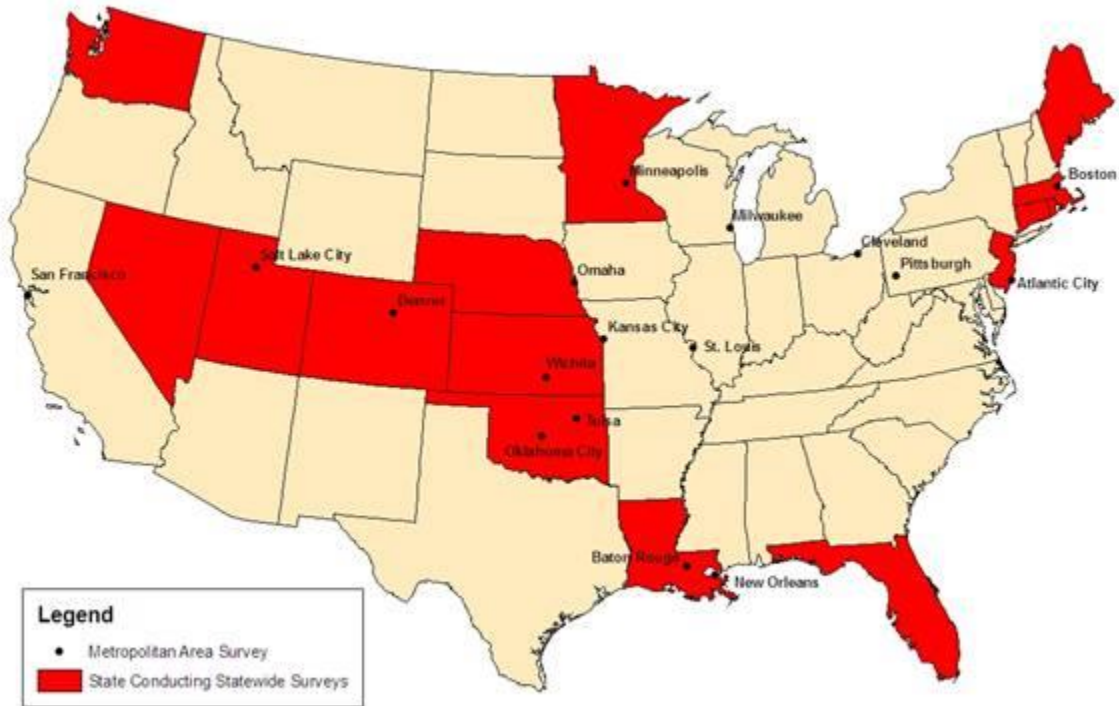 Minneapolis
Boston
Milwaukee
Cleveland
Salt Lake City
San Francisco
Omaha
Pittsburgh
Atlantic City
Denver
Kansas City
St. Louis
Wichita
Tulsa
Oklahoma City
Baton Rouge
New Orleans
Legend
Metropolitan Area Survey
State Conducting Statewide Surveys